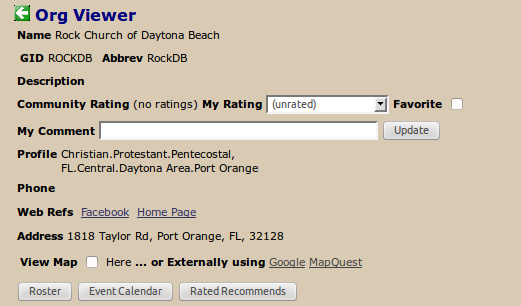 Org Viewer
Name Rock Church of Daytona Beach
GID ROCKDB Abbrev RockDB
Description
Community Rating (no ratings) My Rating (unrated) Favorite
My Comment Update
Profile Christian.Protestant.Pentecostal,
FL.Central.Daytona Area.Port Orange
Phone
Web Refs Facebook Home Page
Address 1818 Taylor Rd, Port Orange, FL, 32128
View Map Here ... or Externally using Google MapQuest
Roster Event Calendar Rated Recommends